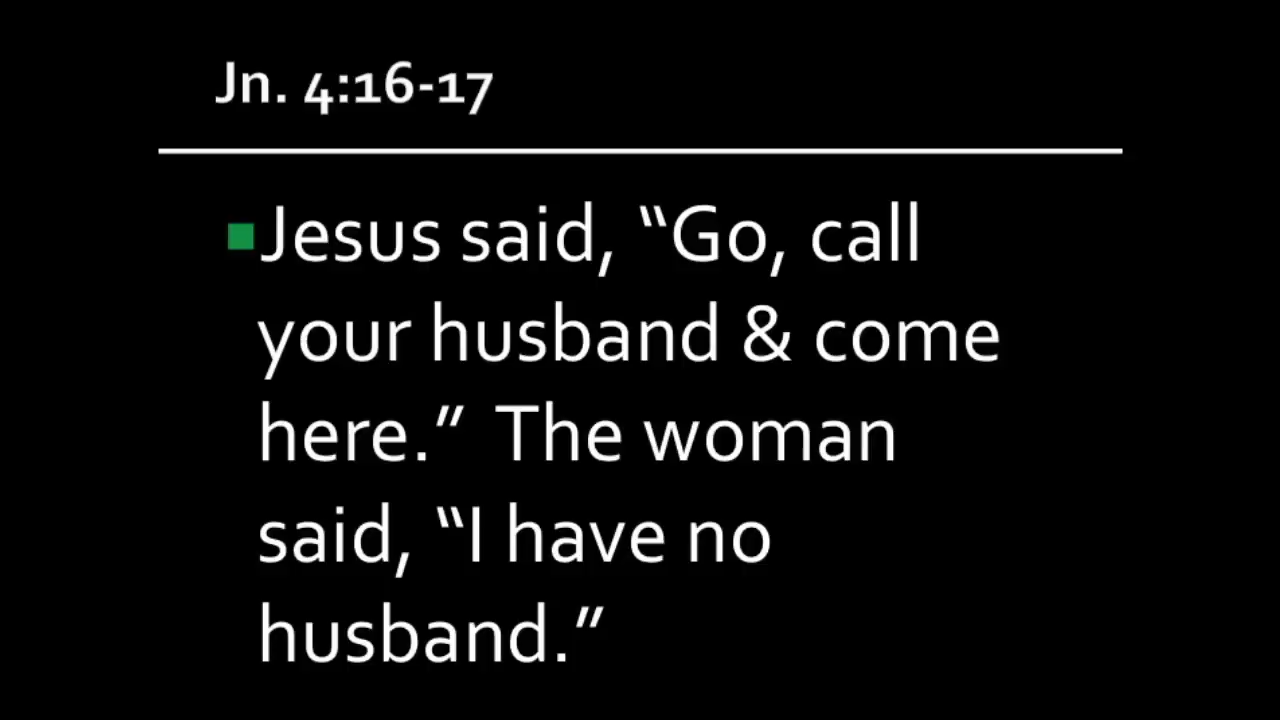 Jn. 4:16-17
Jesus said, “Go, call
your husband & come
here.”  The woman
said, “I have no
husband.”